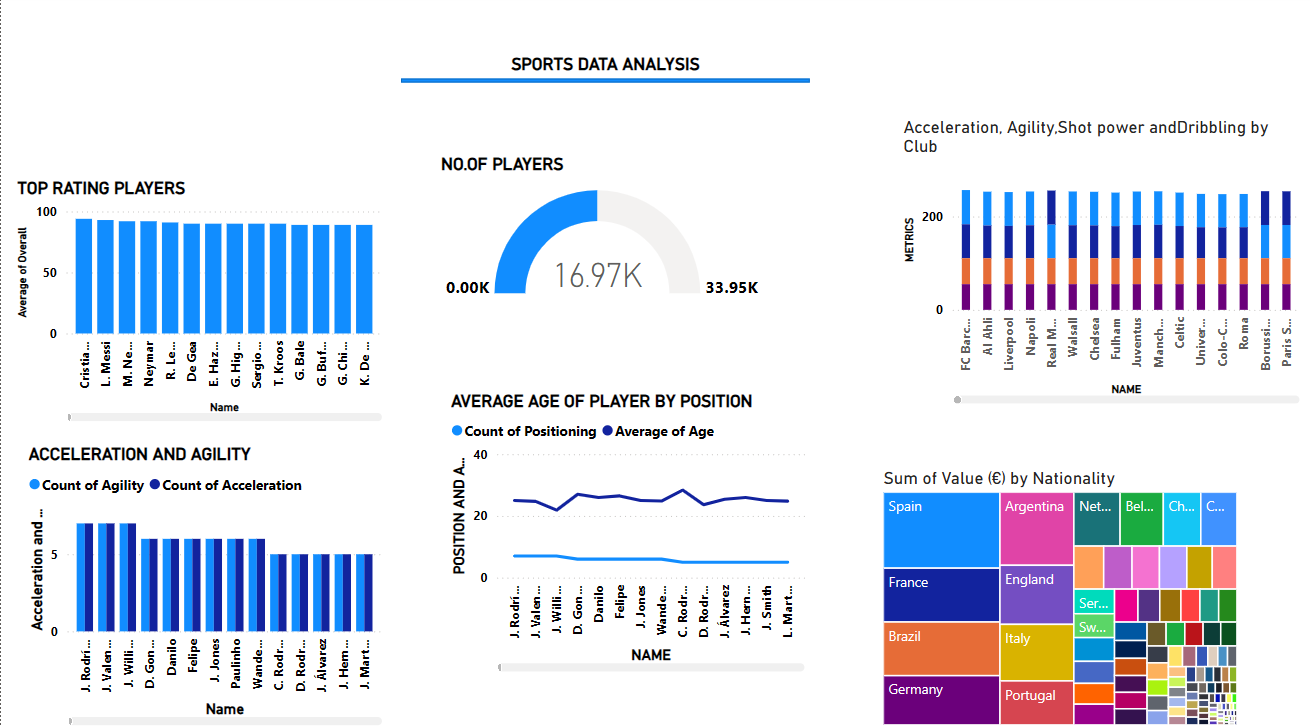 SPORTS DATA ANALYSIS
TOP RATING PLAYERS
Average of Overall
100
50
0
Cristia...
L. Messi
M. Ne...
Neymar
R. Le...
De Gea
E. Haz...
G. Hig...
Sergio ...
T. Kroos
G. Bale
G. Buf...
G. Chi...
K. De ...
Name
ACCELERATION AND AGILITY
Count of Agility
Count of Acceleration
Acceleration and ...
5
0
J. Rodrí...
J. Valen...
J. Willi...
D. Gon...
Danilo
Felipe
J. Jones
Paulinho
Wande...
C. Rodr...
D. Rodr...
J. Álvarez
J. Hern...
J. Mart...
Name
NO.OF PLAYERS
0.00K
16.97K
33.95K
AVERAGE AGE OF PLAYER BY POSITION
Count of Positioning
Average of Age
POSITION AND A...
40
20
0
J. Rodrí...
J. Valen...
J. Willi...
D. Gon...
Danilo
Felipe
J. Jones
Wande...
C. Rodr...
D. Rodr...
J. Álvarez
J. Hern...
J. Smith
L. Mart...
NAME
Acceleration, Agility,Shot power andDribbling by
Club
METRICS
200
0
FC Barc...
Al Ahli
Liverpool
Napoli
Real M...
Walsall
Chelsea
Fulham
Juventus
Manch...
Celtic
Univer...
Colo-C...
Roma
Borussi...
Paris S...
NAME
Sum of Value (€) by Nationality
Spain
France
Brazil
Germany
Argentina
England
Italy
Portugal
Net...
Bel...
Ch...
C...
Ser...
Sw...